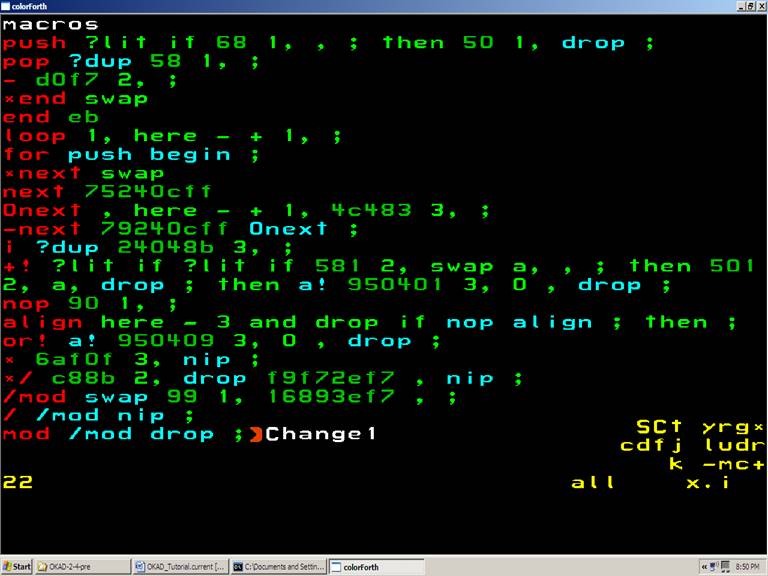 colorForth
macros
push ?lit if 68 1, , ; then 50 1, drop ;
pop ?dup 58 1, ;
- d0f7 2, ;
*end swap
end eb
loop 1, here - + 1, ;
for push begin ;
*next swap
next 75240cff
0next , here - + 1, 4c483 3, ;
-next 79240cff 0next ;
i ?dup 24048b 3, ;
+! ?lit if ?lit if 581 2, swap a, , ; then 501
2, a, drop ; then a! 950401 3, 0 , drop ;
nop 90 1, ;
align here - 3 and drop if nop align ; then ;
or! a! 950409 3, 0 , drop ;
* 6af0f 3, nip ;
*/ c88b 2, drop f9f72ef7 , nip ;
/mod swap 99 1, 16893ef7 , ;
/ /mod nip ;
mod /mod drop ; Change1
SCt yrg*
cdfj ludr
k -mc+
22 all x.i
Start OKAD-2-4-pre OKAD_Tutorial.current [... C:\Documents and Settin... colorForth 8:50 PM